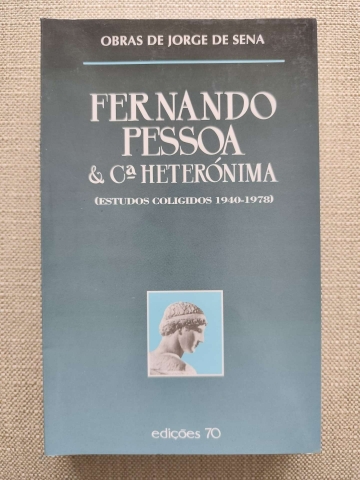 OBRAS DE JORGE DE SENA
FERNANDO
PESSOA
& Cª HETERÓNIMA
(ESTUDOS COLIGIDOS 1940-1978)
edições 70